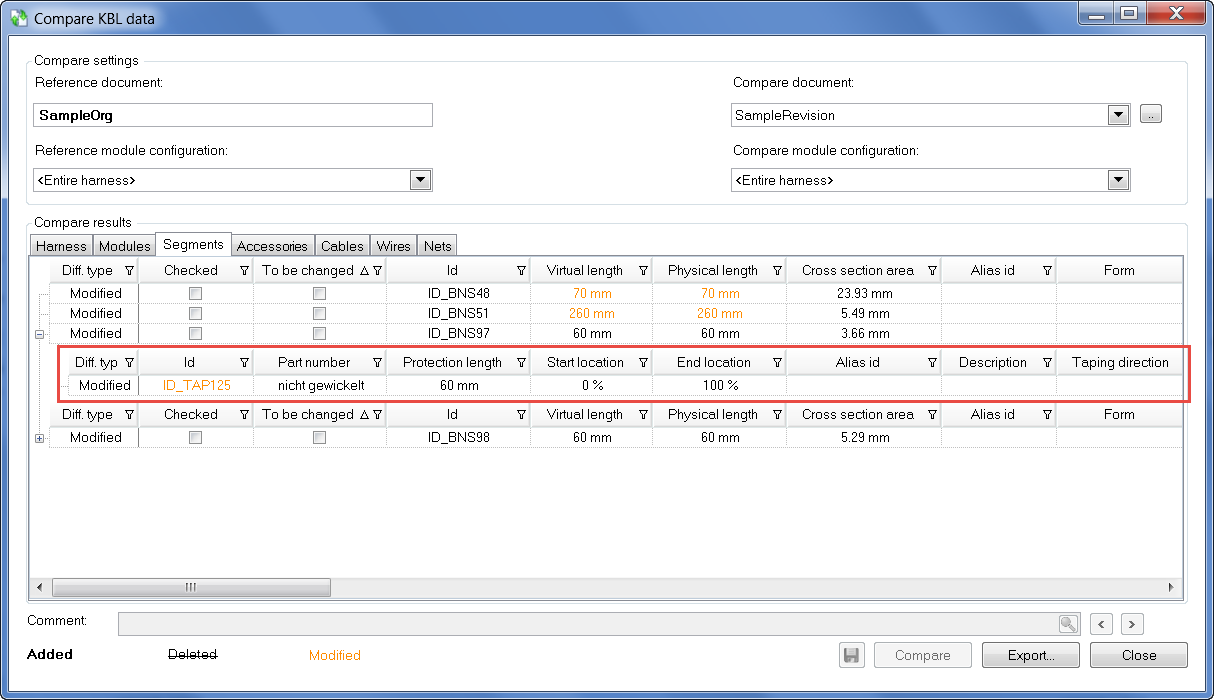 Compare KBL data
Compare settings
Reference document: Compare document:
SampleOrg SampleRevision ..
Reference module configuration: Compare module configuration:
<Entire harness> <Entire harness>
Compare results
Harness Modules Segments Accessories Cables Wires Nets
Diff. type Checked To be changed Id Virtual length Physical length Cross section area Alias id Form
Modified ID_BNS48 70 mm 70 mm 23.93 mm
Modified ID_BNS51 260 mm 260 mm 5.49 mm
Modified ID_BNS97 60 mm 60 mm 3.66 mm
Diff. typ Id Part number Protection length Start location End location Alias id Description Taping direction
Modified ID_TAP125 nicht gewickelt 60 mm 0 % 100 %
Diff. type Checked To be changed Id Virtual length Physical length Cross section area Alias id Form
Modified ID_BNS98 60 mm 60 mm 5.29 mm
Comment: < >
Added Deleted Modified Compare Export... Close